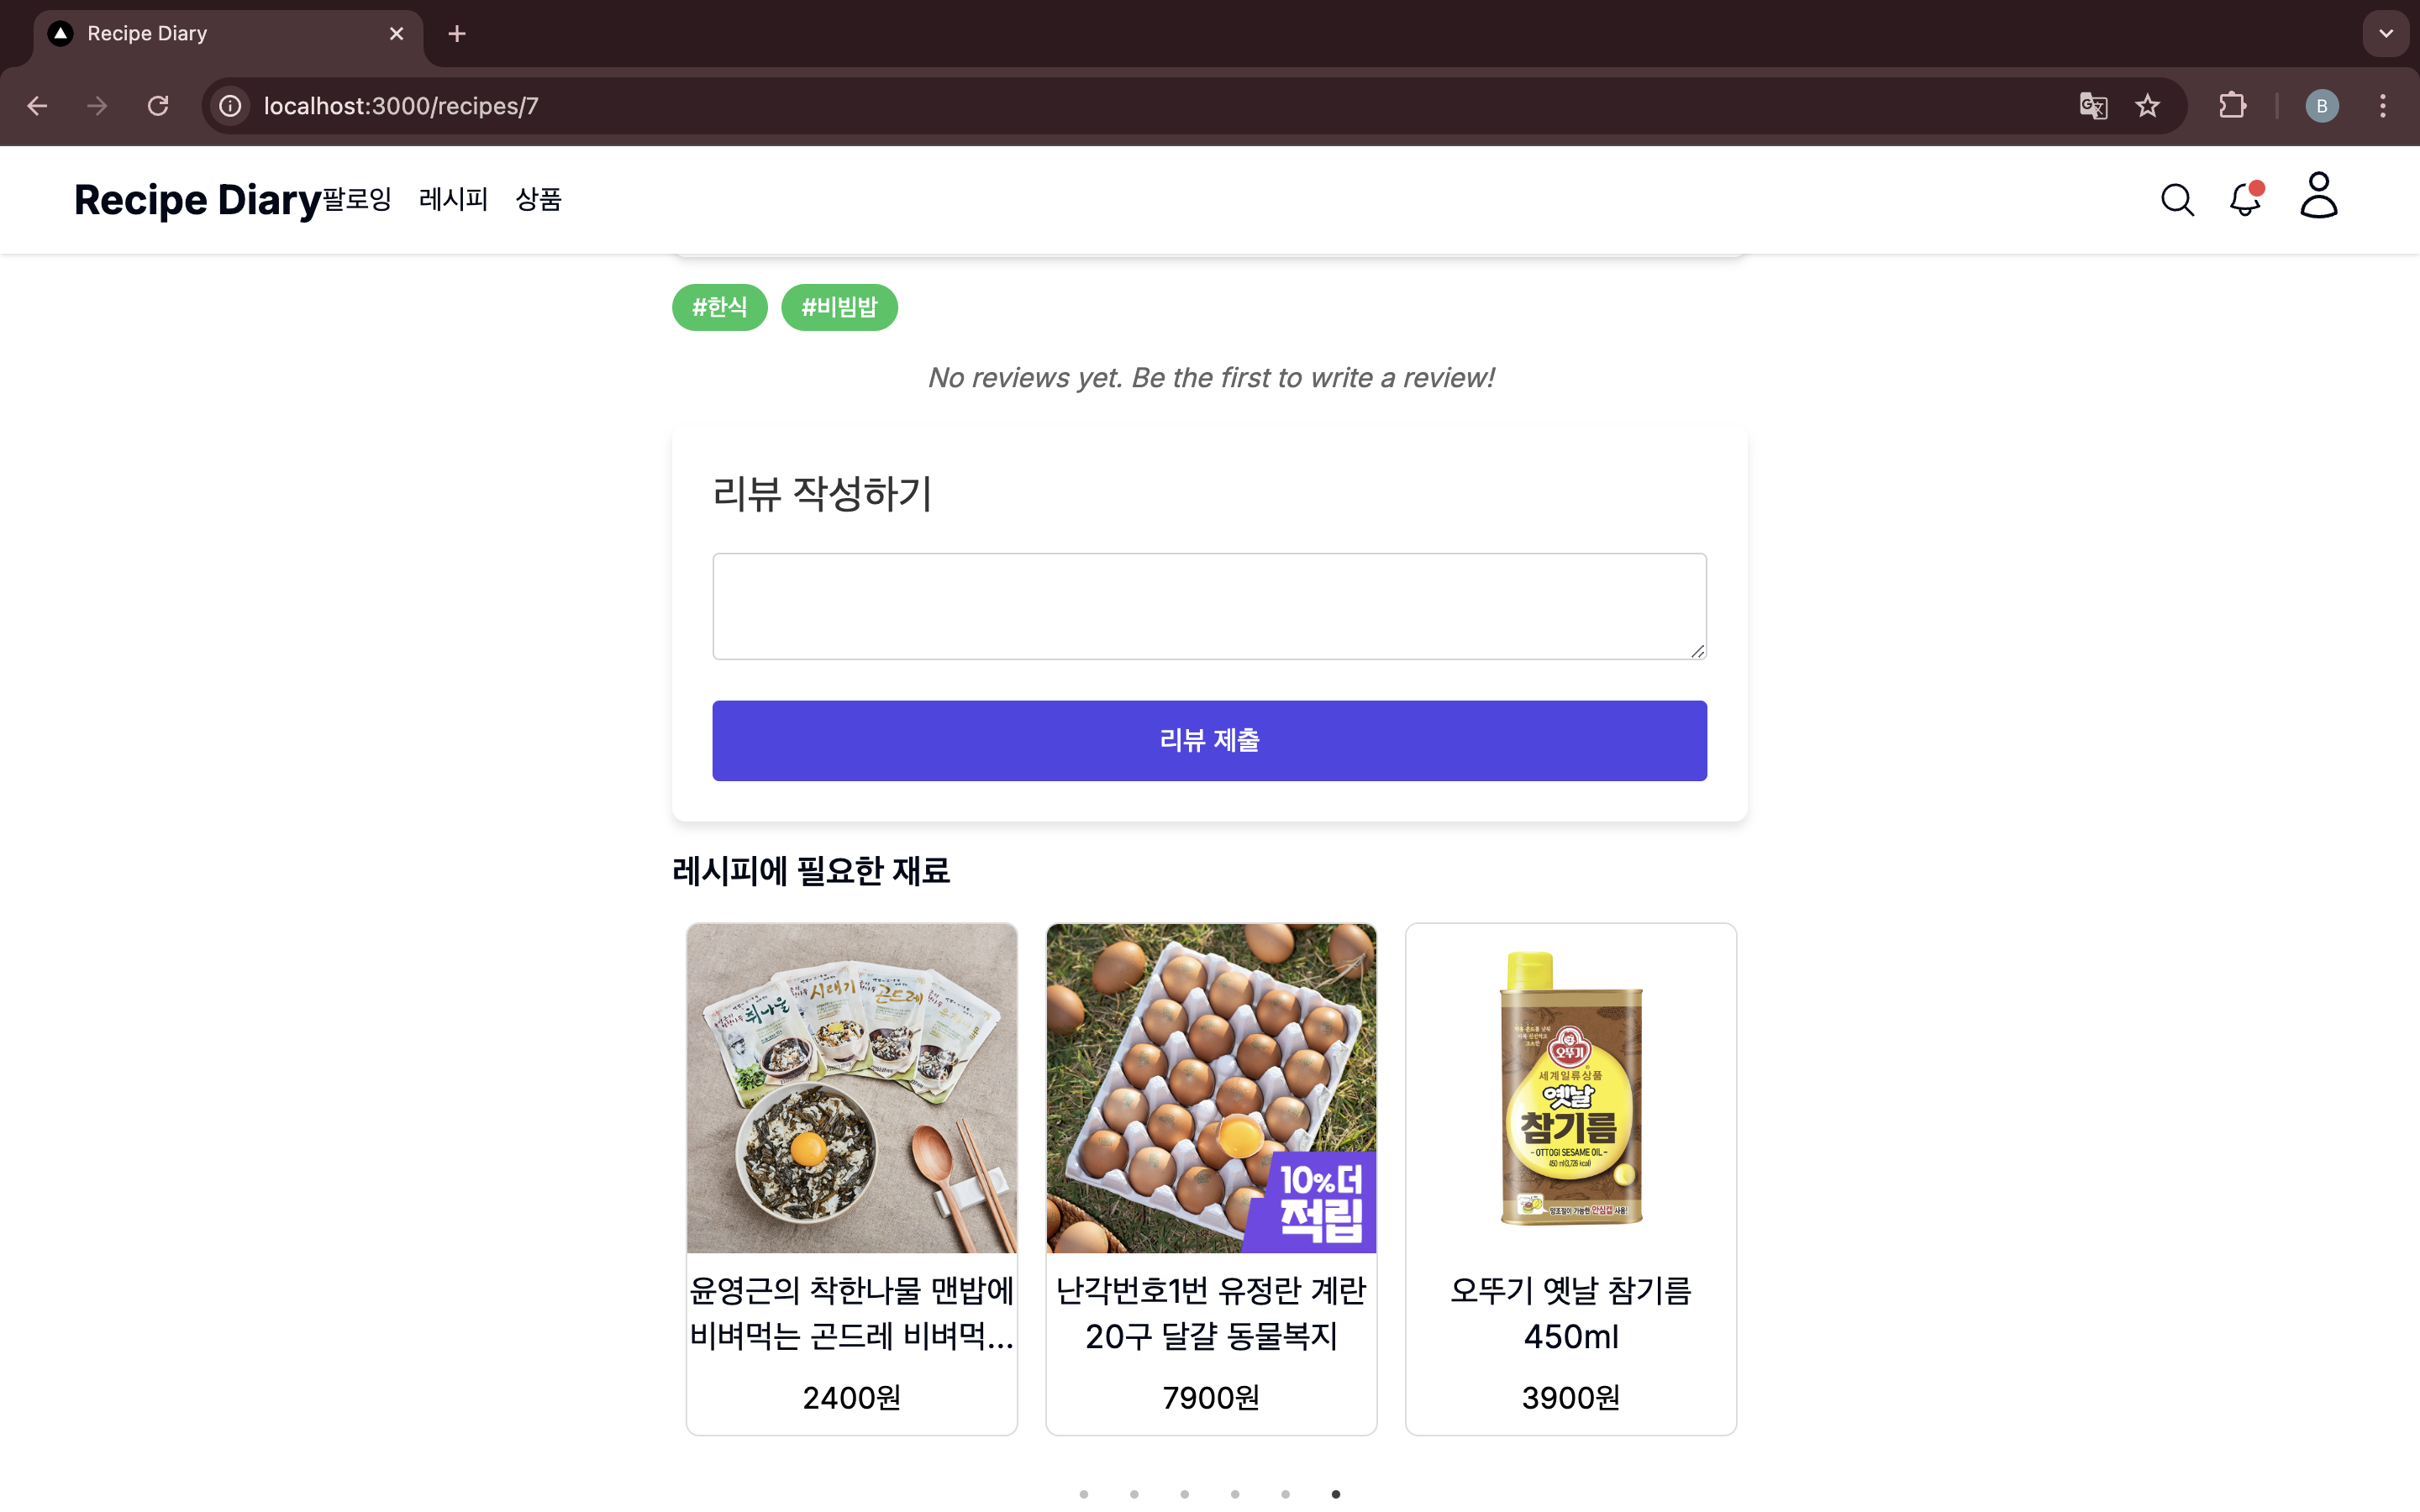 Recipe Diary
localhost:3000/recipes/7
B
Recipe Diary팔로잉 레시피 상품
#한식 #비빔밥
No reviews yet. Be the first to write a review!
리뷰 작성하기
리뷰 제출
레시피에 필요한 재료
취나물
시래기
곤드레
10%더
적립
오뚜기
세계일류상품
옛날
참기름
- OTTOGI SESAME OIL -
윤영근의 착한나물 맨밥에
비벼먹는 곤드레 비벼먹...
2400원
난각번호1번 유정란 계란
20구 달걀 동물복지
7900원
오뚜기 옛날 참기름
450ml
3900원